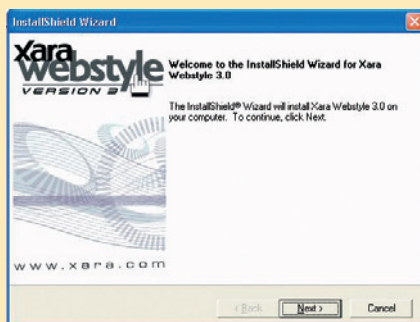 InstallShield Wizard
Xara
Webstyle
VERSION 3
Welcome to the InstallShield Wizard for Xara
Webstyle 3.0
The InstallShield® Wizard will install Xara Webstyle 3.0 on
your computer. To continue, click Next.
www.xara.com
< Back
Next >
Cancel